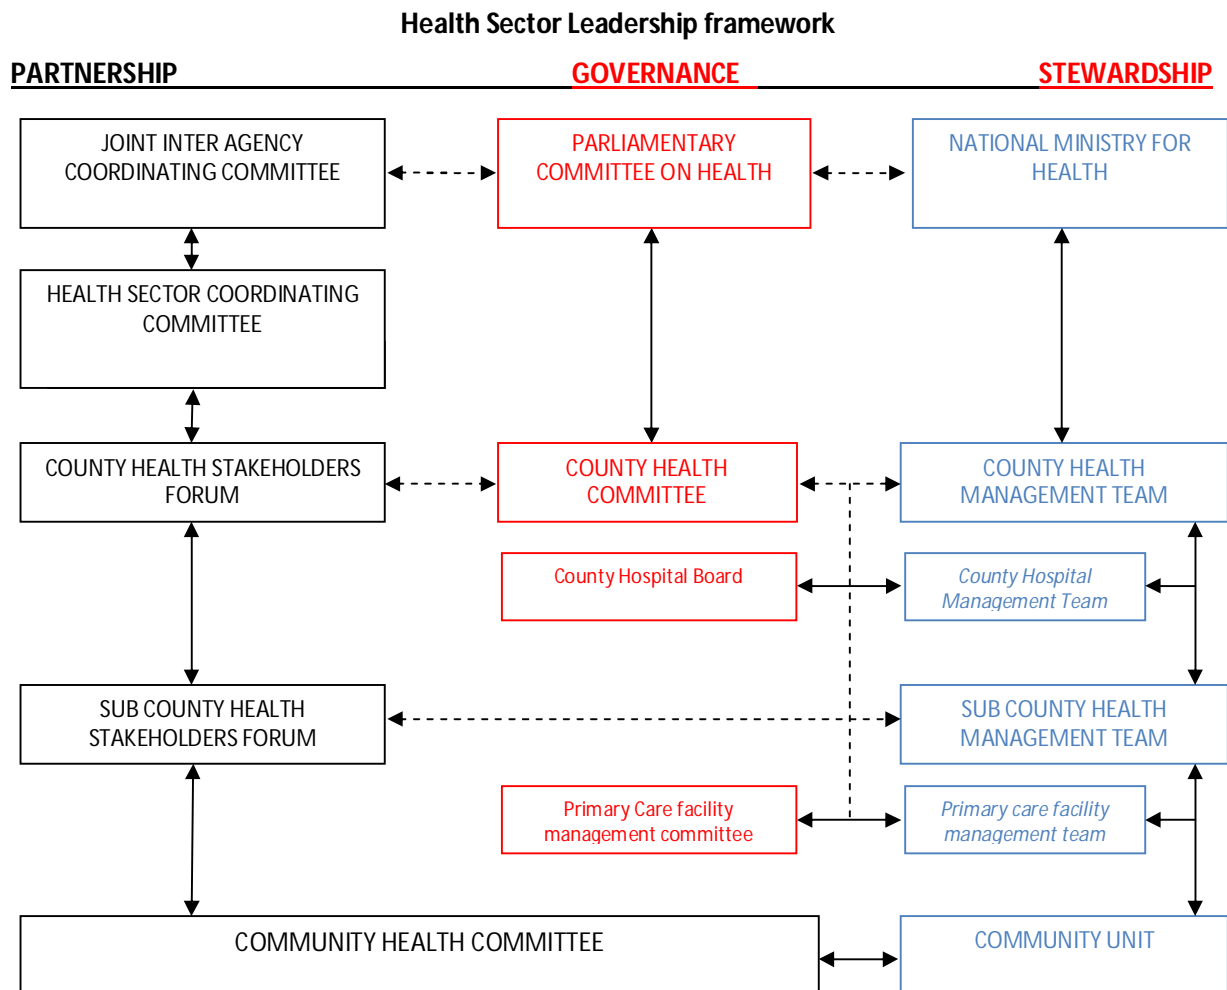 Health Sector Leadership framework
PARTNERSHIP
GOVERNANCE
STEWARDSHIP
JOINT INTER AGENCY
COORDINATING COMMITTEE
PARLIAMENTARY
COMMITTEE ON HEALTH
NATIONAL MINISTRY FOR
HEALTH
HEALTH SECTOR COORDINATING
COMMITTEE
COUNTY HEALTH STAKEHOLDERS
FORUM
COUNTY HEALTH
COMMITTEE
COUNTY HEALTH
MANAGEMENT TEAM
County Hospital Board
County Hospital
Management Team
SUB COUNTY HEALTH
STAKEHOLDERS FORUM
SUB COUNTY HEALTH
MANAGEMENT TEAM
Primary Care facility
management committee
Primary care facility
management team
COMMUNITY HEALTH COMMITTEE
COMMUNITY UNIT